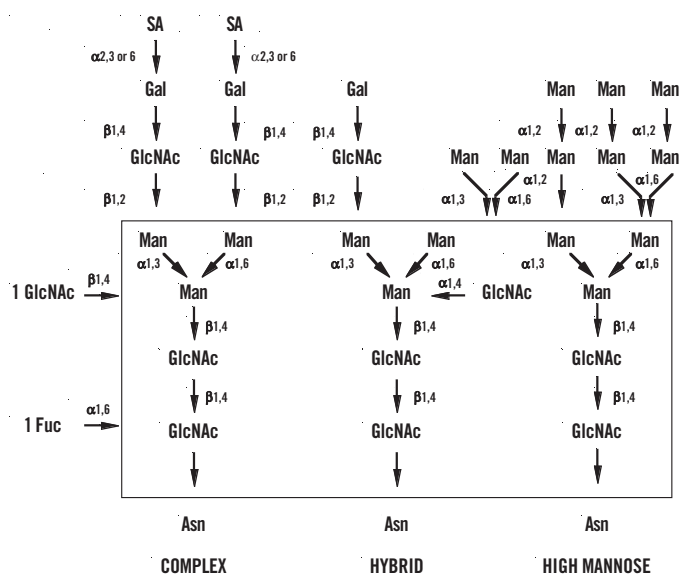 SA SA
α2,3 or 6 α2,3 or 6
Gal Gal Gal Man Man Man
β1,4 β1,4 β1,4 α1,2 α1,2 α1,2
GlcNAc GlcNAc GlcNAc Man Man Man Man Man
β1,2 β1,2 β1,2 α1,3 α1,6 α1,2 α1,3 α1,6
Man Man Man Man Man Man
α1,3 α1,6 α1,3 α1,6 α1,3 α1,6
1 GlcNAc β1,4 Man Man α1,4 GlcNAc Man
β1,4 β1,4 β1,4
GlcNAc GlcNAc GlcNAc
β1,4 β1,4 β1,4
1 Fuc α1,6 GlcNAc GlcNAc GlcNAc
Asn Asn Asn
COMPLEX HYBRID HIGH MANNOSE